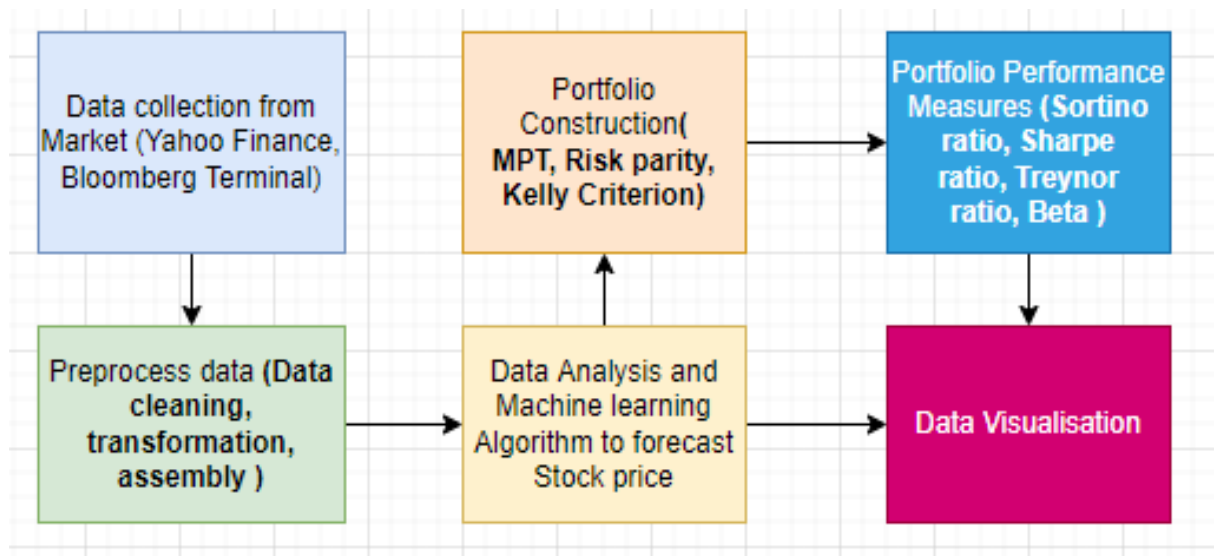 Data collection from
Market (Yahoo Finance,
Bloomberg Terminal)
Portfolio
Construction(
MPT, Risk parity,
Kelly Criterion)
Portfolio Performance
Measures (Sortino
ratio, Sharpe
ratio, Treynor
ratio, Beta )
Preprocess data (Data
cleaning,
transformation,
assembly )
Data Analysis and
Machine learning
Algorithm to forecast
Stock price
Data Visualisation